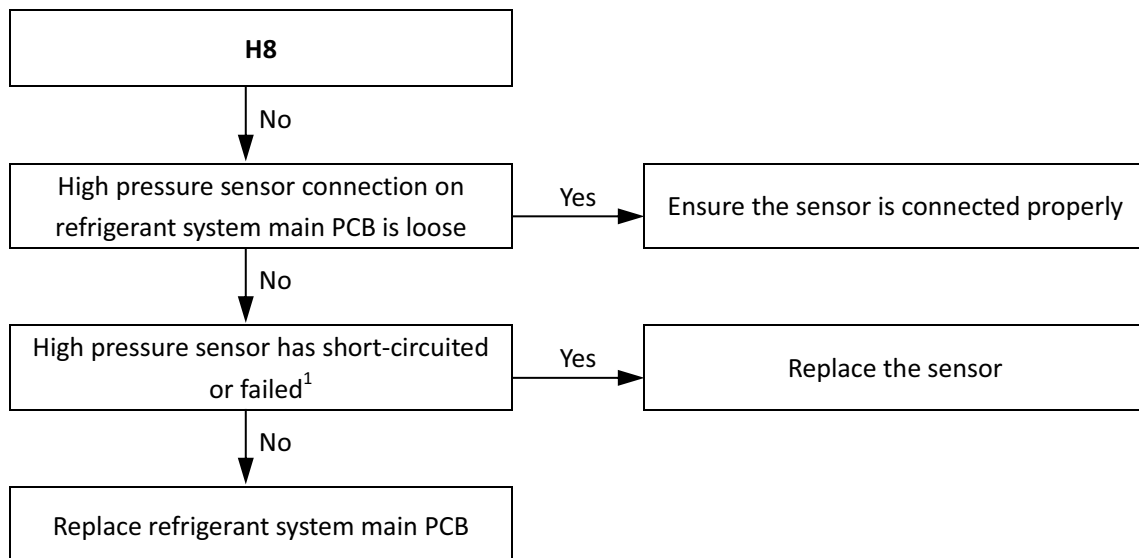 H8
No
High pressure sensor connection on
refrigerant system main PCB is loose
Yes
Ensure the sensor is connected properly
No
High pressure sensor has short-circuited
or failed1
Yes
Replace the sensor
No
Replace refrigerant system main PCB